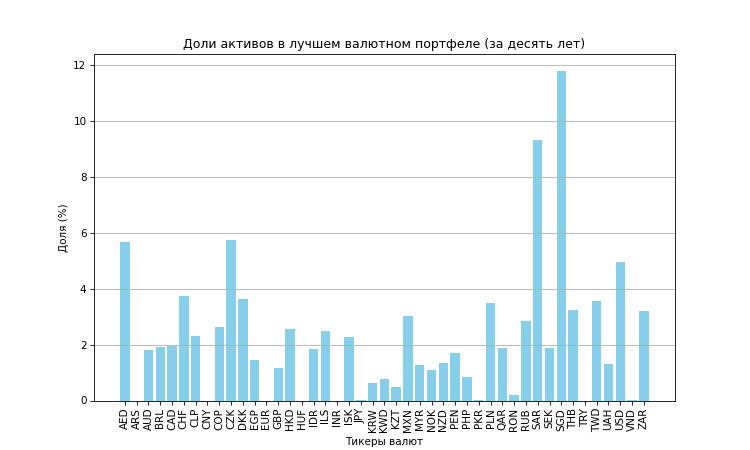 Доли активов в лучшем валютном портфеле (за десять лет)
Доля (%)
12
10
8
6
4
2
0
AED ARS AUD BRL CAD CHF CLP CNY COP CZK DKK EGP EUR GBP HKD HUF IDR ILS INR ISK JPY KRW KWD KZT MXN MYR NOK NZD PEN PHP PKR PLN QAR RON RUB SAR SEK SGD THB TRY TWD UAH USD VND ZAR
Тикеры валют